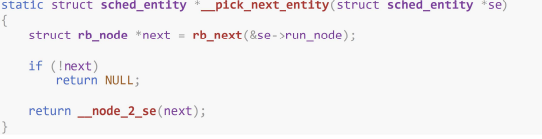 static struct sched_entity *__pick_next_entity(struct sched_entity *se)
{
    struct rb_node *next = rb_next(&se->run_node);

    if (!next)
        return NULL;

    return __node_2_se(next);
}